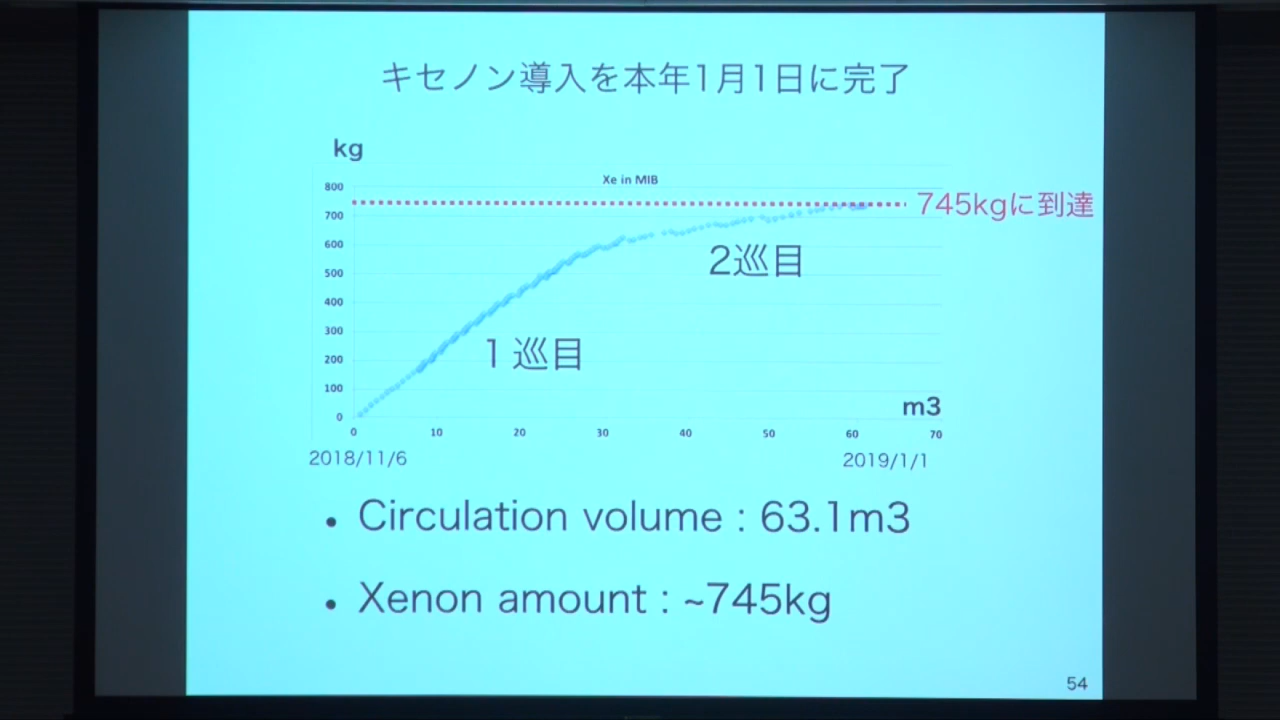 キセノン導入を本年1月1日に完了
kg
Xe in MIB
800
700
600
500
400
300
200
100
0
745kgに到達
2巡目
1巡目
m3
0 10 20 30 40 50 60 70
2018/11/6 2019/1/1
• Circulation volume : 63.1m3
• Xenon amount : ~745kg
54